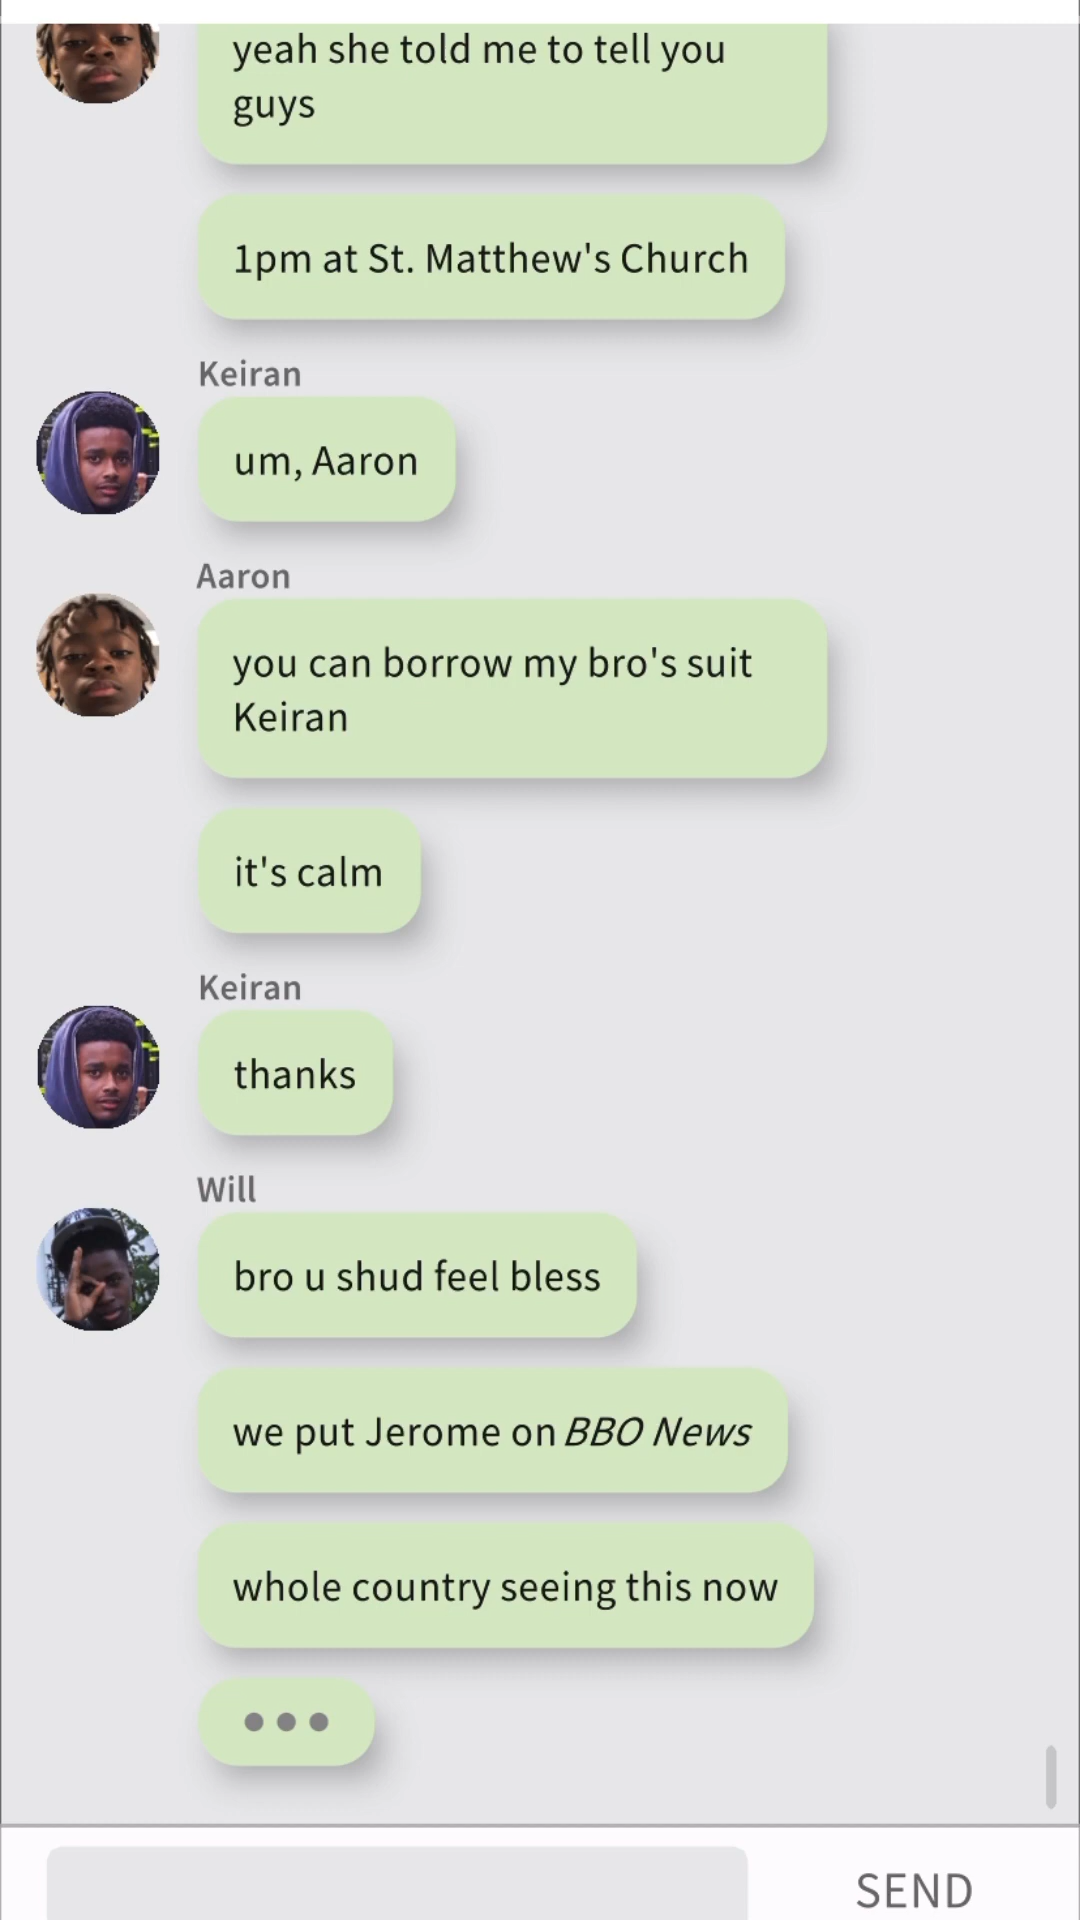 yeah she told me to tell you
guys
1pm at St. Matthew's Church
Keiran
um, Aaron
Aaron
you can borrow my bro's suit
Keiran
it's calm
Keiran
thanks
Will
bro u shud feel bless
we put Jerome on BBO News
whole country seeing this now
SEND